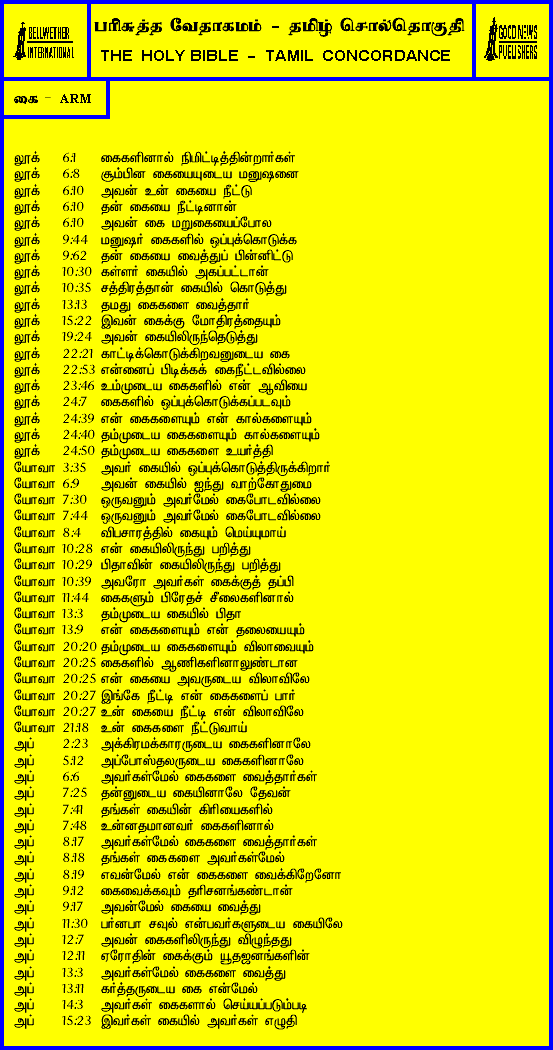 BELLWETHER
INTERNATIONAL
பரிசுத்த வேதாகமம் - தமிழ் சொல்தொகுதி
THE HOLY BIBLE - TAMIL CONCORDANCE
GOOD NEWS
PUBLISHERS
கை - ARM
லூக் 6:1 கைகளினால் நிமிட்டித்தின்றார்கள்
லூக் 6:8 சூம்பின கையையுடைய மனுஷனை
லூக் 6:10 அவன் உன் கையை நீட்டு
லூக் 6:10 தன் கையை நீட்டினான்
லூக் 6:10 அவன் கை மறுகையைப்போல
லூக் 9:44 மனுஷர் கைகளில் ஒப்புக்கொடுக்க
லூக் 9:62 தன் கையை வைத்துப் பின்னிட்டு
லூக் 10:30 கள்ளர் கையில் அகப்பட்டான்
லூக் 10:35 சத்திரத்தான் கையில் கொடுத்து
லூக் 13:13 தமது கைகளை வைத்தார்
லூக் 15:22 இவன் கைக்கு மோதிரத்தையும்
லூக் 19:24 அவன் கையிலிருந்தெடுத்து
லூக் 22:21 காட்டிக்கொடுக்கிறவனுடைய கை
லூக் 22:53 என்னைப் பிடிக்கக் கைநீட்டவில்லை
லூக் 23:46 உம்முடைய கைகளில் என் ஆவியை
லூக் 24:7 கைகளில் ஒப்புக்கொடுக்கப்படவும்
லூக் 24:39 என் கைகளையும் என் கால்களையும்
லூக் 24:40 தம்முடைய கைகளையும் கால்களையும்
லூக் 24:50 தம்முடைய கைகளை உயர்த்தி
யோவா 3:35 அவர் கையில் ஒப்புக்கொடுத்திருக்கிறார்
யோவா 6:9 அவன் கையில் ஐந்து வாற்கோதுமை
யோவா 7:30 ஒருவனும் அவர்மேல் கைபோடவில்லை
யோவா 7:44 ஒருவனும் அவர்மேல் கைபோடவில்லை
யோவா 8:4 விபசாரத்தில் கையும் மெய்யுமாய்
யோவா 10:28 என் கையிலிருந்து பறித்து
யோவா 10:29 பிதாவின் கையிலிருந்து பறித்து
யோவா 10:39 அவரோ அவர்கள் கைக்குத் தப்பி
யோவா 11:44 கைகளும் பிரேதச் சீலைகளினால்
யோவா 13:3 தம்முடைய கையில் பிதா
யோவா 13:9 என் கைகளையும் என் தலையையும்
யோவா 20:20 தம்முடைய கைகளையும் விலாவையும்
யோவா 20:25 கைகளில் ஆணிகளினாலுண்டான
யோவா 20:25 என் கையை அவருடைய விலாவிலே
யோவா 20:27 இங்கே நீட்டி என் கைகளைப் பார்
யோவா 20:27 உன் கையை நீட்டி என் விலாவிலே
யோவா 21:18 உன் கைகளை நீட்டுவாய்
அப் 2:23 அக்கிரமக்காரருடைய கைகளினாலே
அப் 5:12 அப்போஸ்தலருடைய கைகளினாலே
அப் 6:6 அவர்கள்மேல் கைகளை வைத்தார்கள்
அப் 7:25 தன்னுடைய கையினாலே தேவன்
அப் 7:41 தங்கள் கையின் கிரியைகளில்
அப் 7:48 உன்னதமானவர் கைகளினால்
அப் 8:17 அவர்கள்மேல் கைகளை வைத்தார்கள்
அப் 8:18 தங்கள் கைகளை அவர்கள்மேல்
அப் 8:19 எவன்மேல் என் கைகளை வைக்கிறேனோ
அப் 9:12 கைவைக்கவும் தரிசனங்கண்டான்
அப் 9:17 அவன்மேல் கையை வைத்து
அப் 11:30 பர்னபா சவுல் என்பவர்களுடைய கையிலே
அப் 12:7 அவன் கைகளிலிருந்து விழுந்தது
அப் 12:11 ஏரோதின் கைக்கும் யூதஜனங்களின்
அப் 13:3 அவர்கள்மேல் கைகளை வைத்து
அப் 13:11 கர்த்தருடைய கை என்மேல்
அப் 14:3 அவர்கள் கைகளால் செய்யப்படும்படி
அப் 15:23 இவர்கள் கையில் அவர்கள் எழுதி